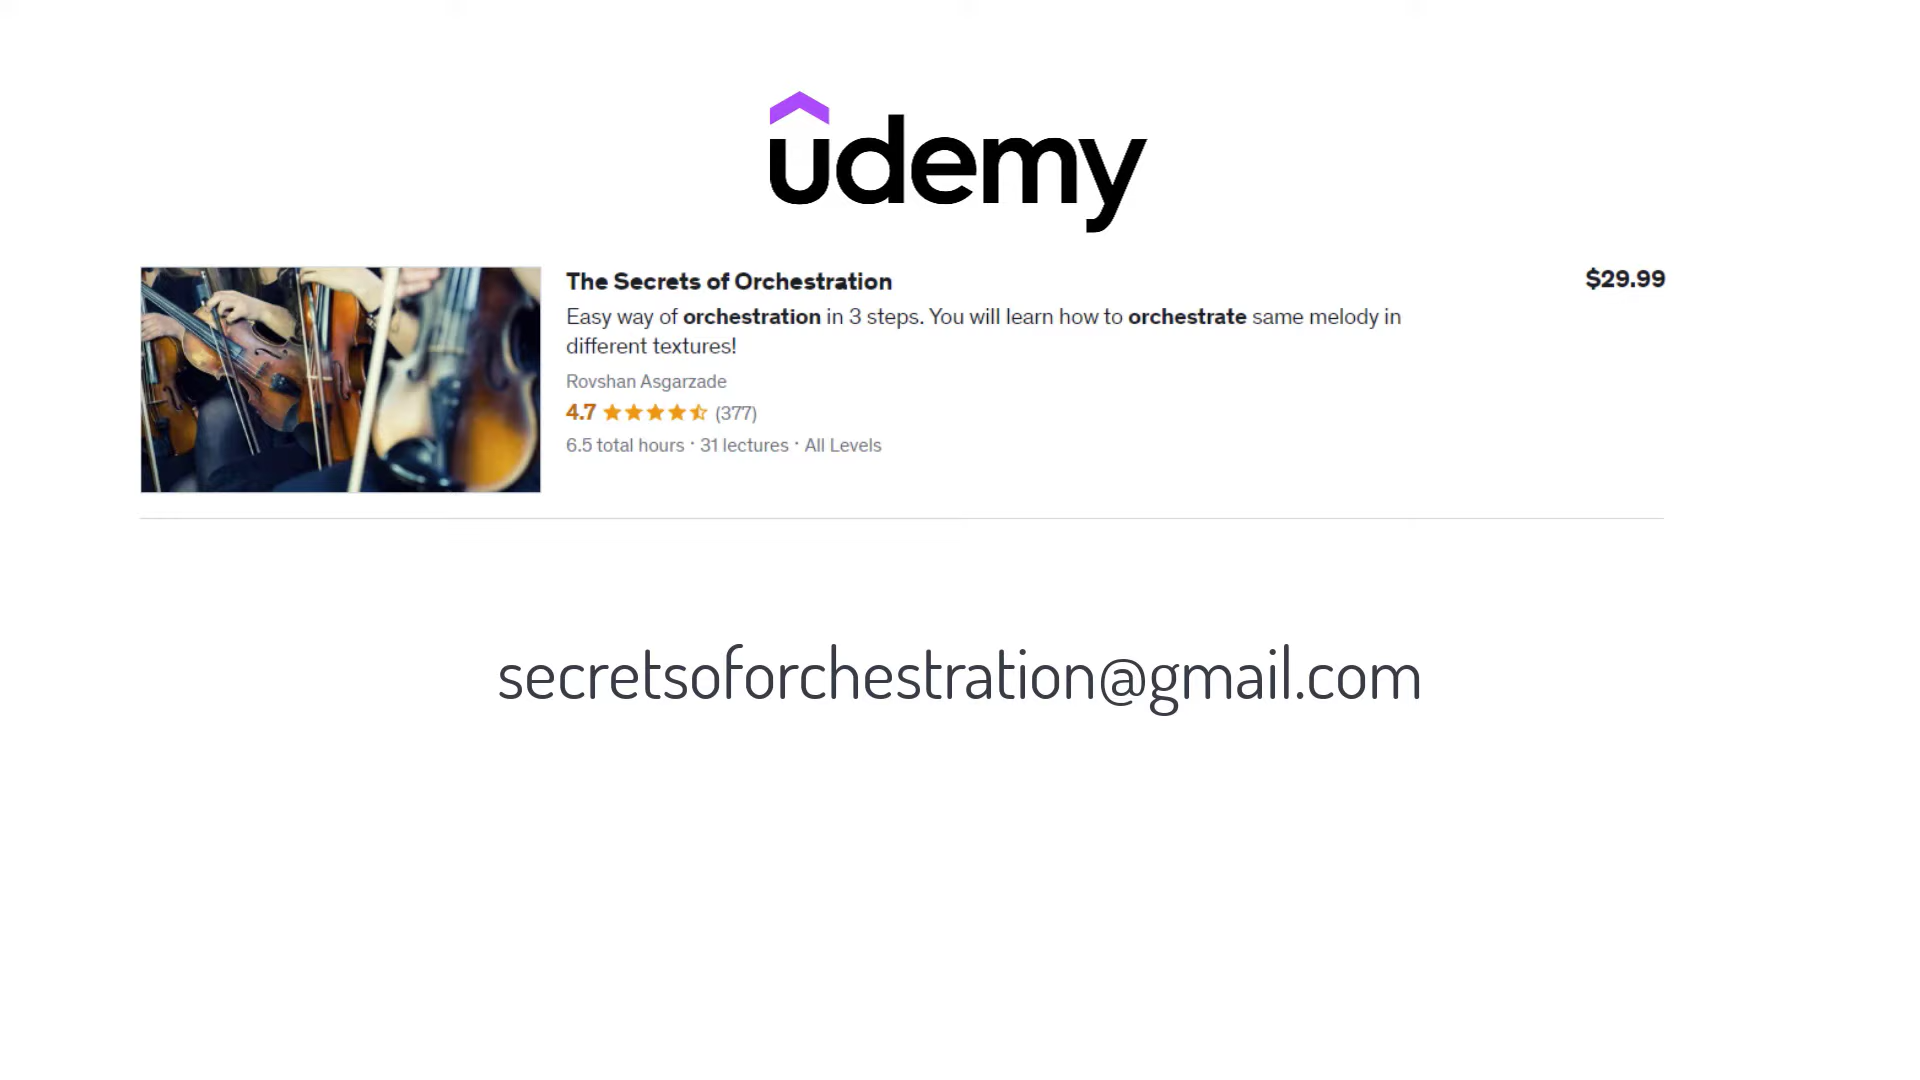 udemy
The Secrets of Orchestration
$29.99
Easy way of orchestration in 3 steps. You will learn how to orchestrate same melody in
different textures!
Rovshan Asgarzade
4.7 (377)
6.5 total hours · 31 lectures · All Levels
secretsoforchestration@gmail.com